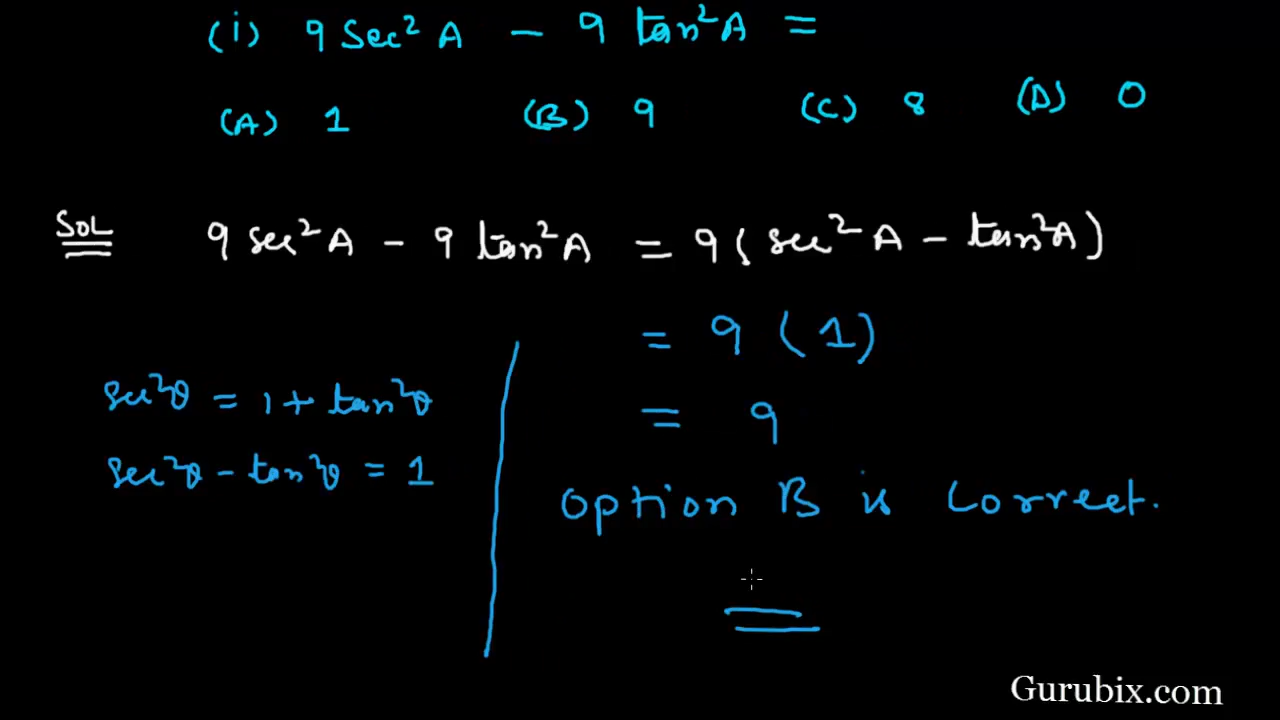 (i) 9 Sec² A − 9 tan² A =
(A) 1 (B) 9 (C) 8 (D) 0
SOL 9 sec² A − 9 tan² A = 9 ( sec² A − tan² A )
= 9 ( 1 )
= 9
sec²θ = 1 + tan²θ
sec²θ − tan²θ = 1
option B is correct.
Gurubix.com